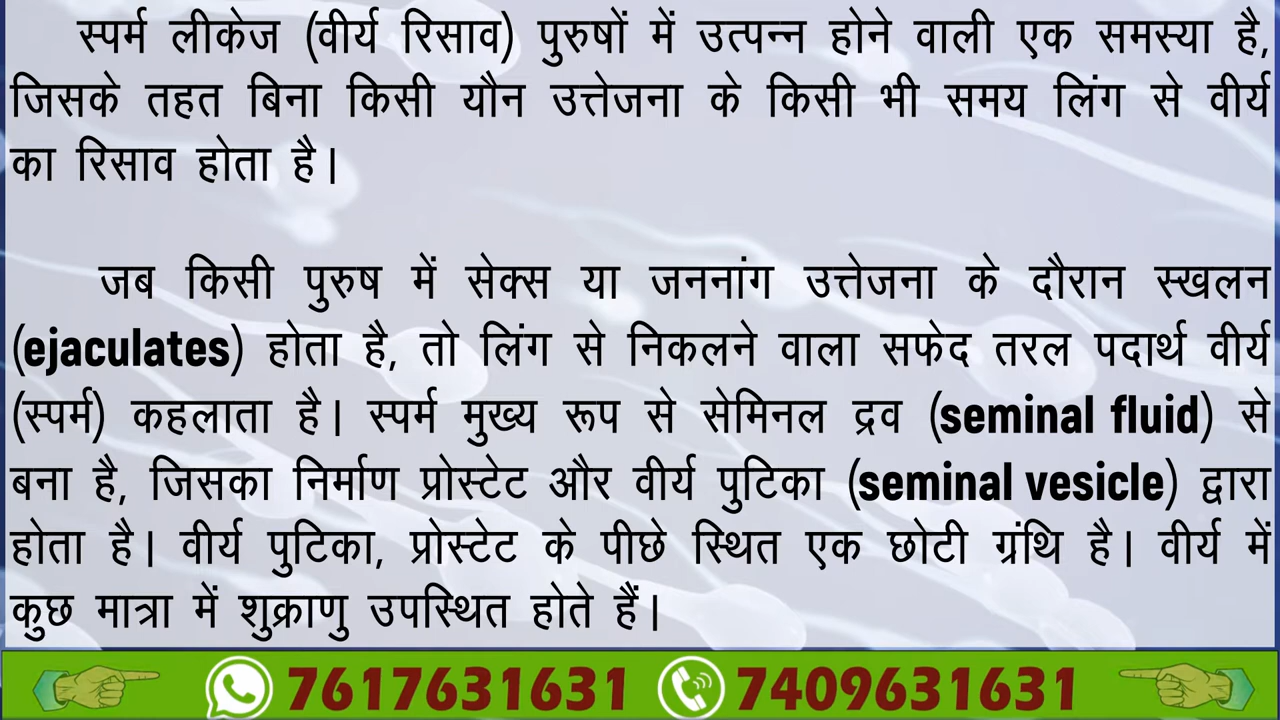 स्पर्म लीकेज (वीर्य रिसाव) पुरुषों में उत्पन्न होने वाली एक समस्या है,
जिसके तहत बिना किसी यौन उत्तेजना के किसी भी समय लिंग से वीर्य
का रिसाव होता है।
जब किसी पुरुष में सेक्स या जननांग उत्तेजना के दौरान स्खलन
(ejaculates) होता है, तो लिंग से निकलने वाला सफेद तरल पदार्थ वीर्य
(स्पर्म) कहलाता है। स्पर्म मुख्य रूप से सेमिनल द्रव (seminal fluid) से
बना है, जिसका निर्माण प्रोस्टेट और वीर्य पुटिका (seminal vesicle) द्वारा
होता है। वीर्य पुटिका, प्रोस्टेट के पीछे स्थित एक छोटी ग्रंथि है। वीर्य में
कुछ मात्रा में शुक्राणु उपस्थित होते हैं।
7617631631 7409631631